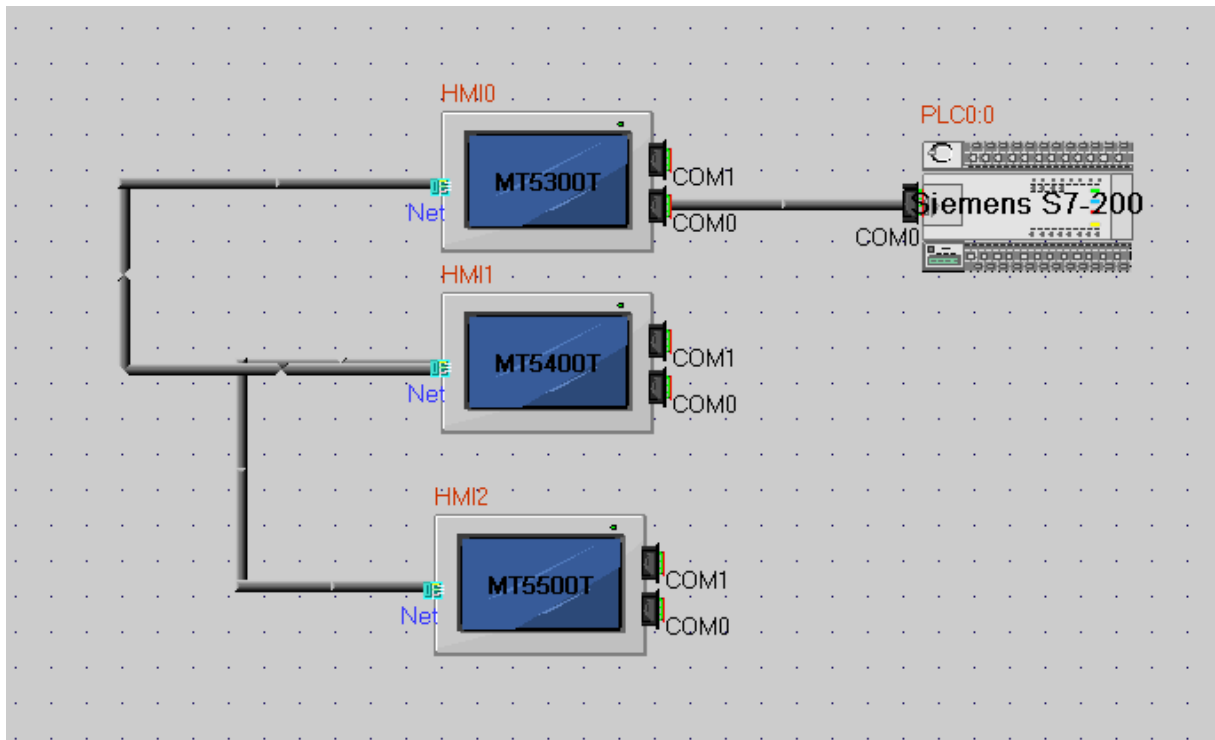 HMI0
PLC0:0
MT5300T
COM1
Net
COM0
Siemens S7-200
COM0
HMI1
MT5400T
COM1
Net
COM0
HMI2
MT5500T
COM1
Net
COM0